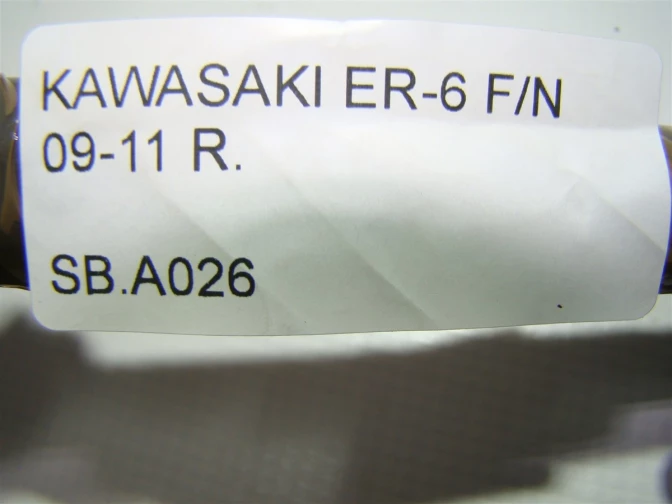 KAWASAKI ER-6 F/N
09-11 R.
SB.A026